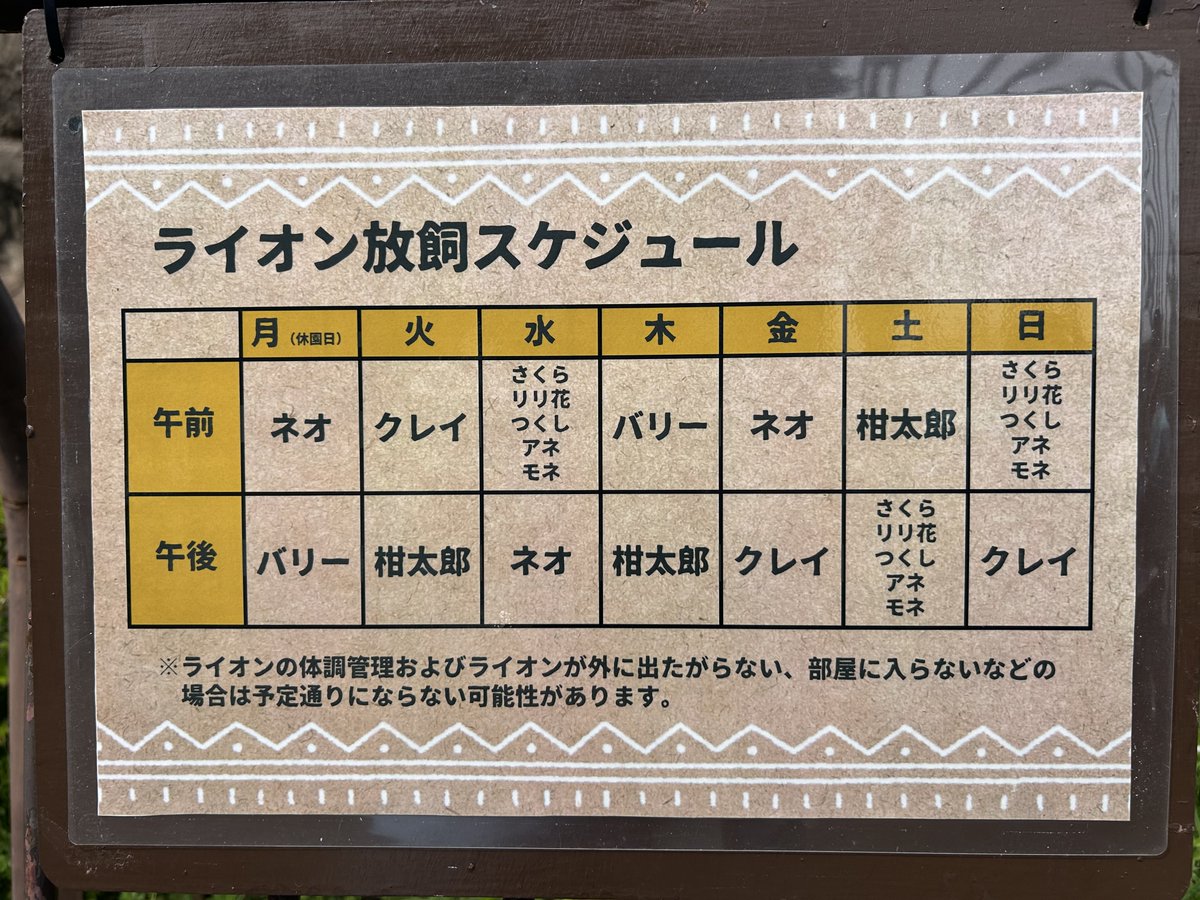 ライオン放飼スケジュール
月（休園日） 火 水 木 金 土 日
午前 ネオ クレイ さくら リリ花 つくし アネ モネ バリー ネオ 柑太郎 さくら リリ花 つくし アネ モネ
午後 バリー 柑太郎 ネオ 柑太郎 クレイ さくら リリ花 つくし アネ モネ クレイ
※ライオンの体調管理およびライオンが外に出たがらない、部屋に入らないなどの
場合は予定通りにならない可能性があります。